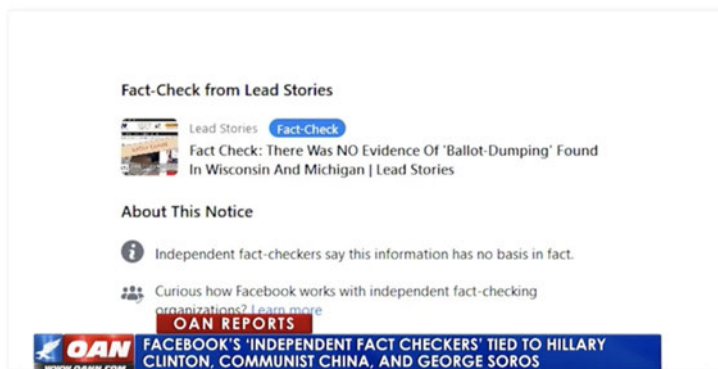 Fact-Check from Lead Stories
Lead Stories Fact-Check
Fact Check: There Was NO Evidence Of 'Ballot-Dumping' Found
In Wisconsin And Michigan | Lead Stories
About This Notice
Independent fact-checkers say this information has no basis in fact.
Curious how Facebook works with independent fact-checking
organizations? Learn more
OAN REPORTS
OAN
WWW.OANN.COM
FACEBOOK'S 'INDEPENDENT FACT CHECKERS' TIED TO HILLARY
CLINTON, COMMUNIST CHINA, AND GEORGE SOROS